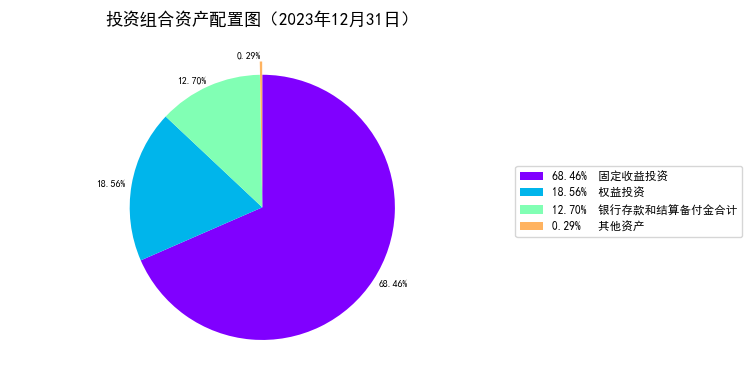 投资组合资产配置图（2023年12月31日）
0.29%
12.70%
18.56%
68.46%
68.46% 固定收益投资
18.56% 权益投资
12.70% 银行存款和结算备付金合计
0.29% 其他资产